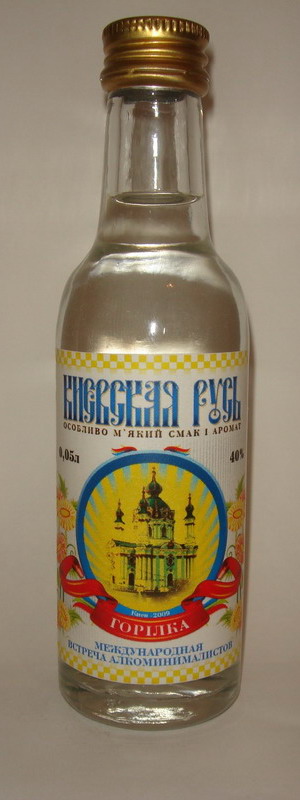 КИЕВСКАЯ РУСЬ
ОСОБЛИВО М'ЯКИЙ СМАК І АРОМАТ
0,05л 40%
Киев - 2009
ГОРІЛКА
МЕЖДУНАРОДНАЯ
ВСТРЕЧА АЛКОМИНИМАЛИСТОВ